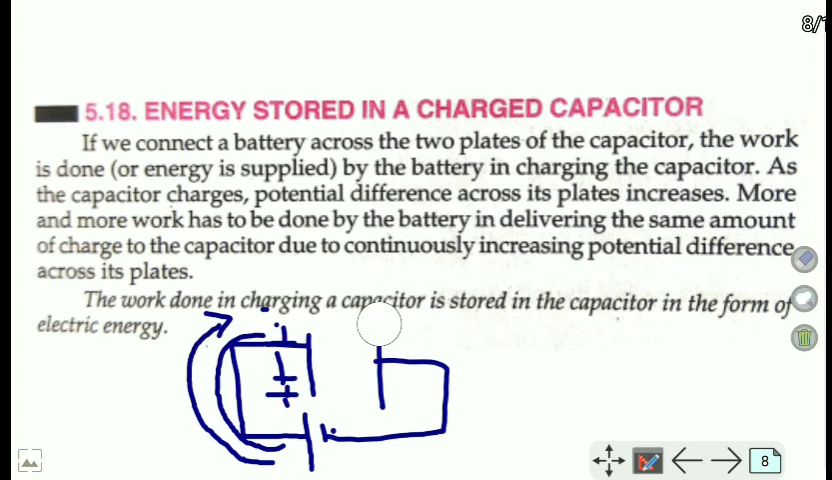 8/1
5.18. ENERGY STORED IN A CHARGED CAPACITOR
If we connect a battery across the two plates of the capacitor, the work
is done (or energy is supplied) by the battery in charging the capacitor. As
the capacitor charges, potential difference across its plates increases. More
and more work has to be done by the battery in delivering the same amount
of charge to the capacitor due to continuously increasing potential difference
across its plates.
The work done in charging a capacitor is stored in the capacitor in the form of
electric energy.
8